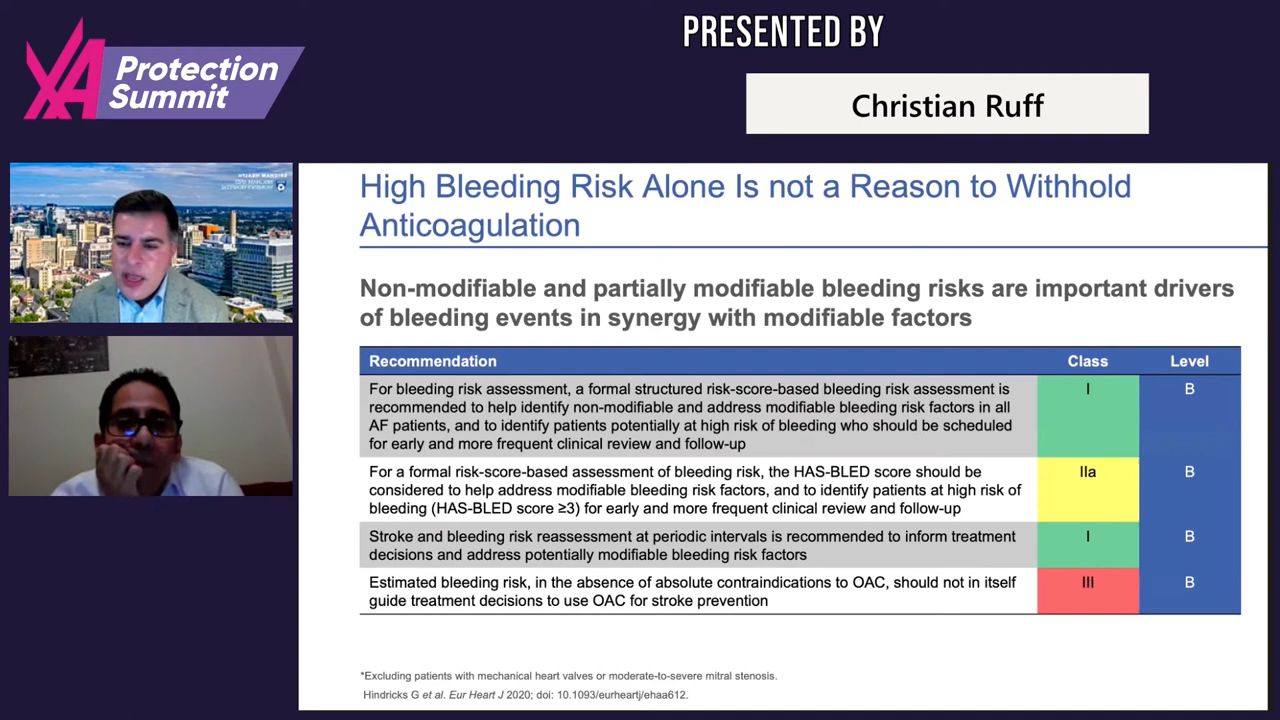 PRESENTED BY
Protection
Summit
Christian Ruff
High Bleeding Risk Alone Is not a Reason to Withhold
Anticoagulation
Non-modifiable and partially modifiable bleeding risks are important drivers
of bleeding events in synergy with modifiable factors
Recommendation Class Level
For bleeding risk assessment, a formal structured risk-score-based bleeding risk assessment is I B
recommended to help identify non-modifiable and address modifiable bleeding risk factors in all
AF patients, and to identify patients potentially at high risk of bleeding who should be scheduled
for early and more frequent clinical review and follow-up
For a formal risk-score-based assessment of bleeding risk, the HAS-BLED score should be IIa B
considered to help address modifiable bleeding risk factors, and to identify patients at high risk of
bleeding (HAS-BLED score ≥3) for early and more frequent clinical review and follow-up
Stroke and bleeding risk reassessment at periodic intervals is recommended to inform treatment I B
decisions and address potentially modifiable bleeding risk factors
Estimated bleeding risk, in the absence of absolute contraindications to OAC, should not in itself III B
guide treatment decisions to use OAC for stroke prevention
*Excluding patients with mechanical heart valves or moderate-to-severe mitral stenosis.
Hindricks G et al. Eur Heart J 2020; doi: 10.1093/eurheartj/ehaa612.